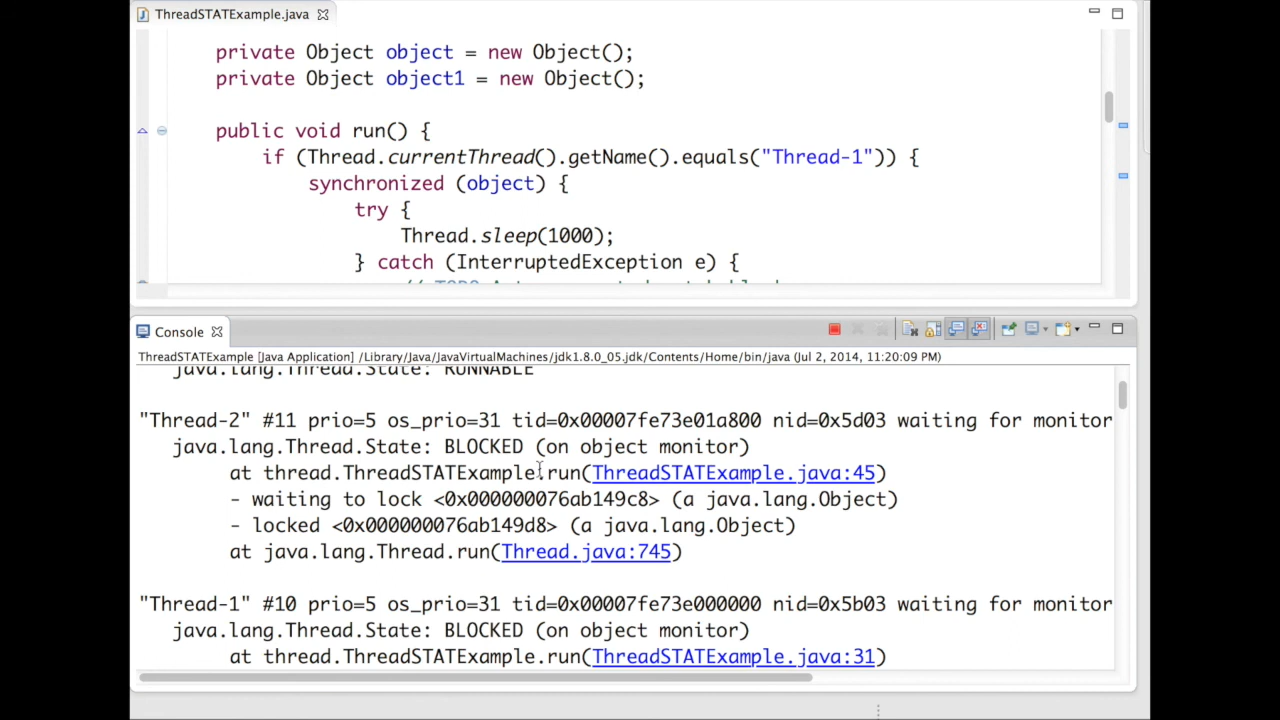 ThreadSTATExample.java
private Object object = new Object();
private Object object1 = new Object();
public void run() {
if (Thread.currentThread().getName().equals("Thread-1")) {
synchronized (object) {
try {
Thread.sleep(1000);
} catch (InterruptedException e) {
Console
ThreadSTATExample [Java Application] /Library/Java/JavaVirtualMachines/jdk1.8.0_05.jdk/Contents/Home/bin/java (Jul 2, 2014, 11:20:09 PM)
java.lang.Thread.State: RUNNABLE
"Thread-2" #11 prio=5 os_prio=31 tid=0x00007fe73e01a800 nid=0x5d03 waiting for monitor
java.lang.Thread.State: BLOCKED (on object monitor)
at thread.ThreadSTATExample.run(ThreadSTATExample.java:45)
- waiting to lock <0x000000076ab149c8> (a java.lang.Object)
- locked <0x000000076ab149d8> (a java.lang.Object)
at java.lang.Thread.run(Thread.java:745)
"Thread-1" #10 prio=5 os_prio=31 tid=0x00007fe73e000000 nid=0x5b03 waiting for monitor
java.lang.Thread.State: BLOCKED (on object monitor)
at thread.ThreadSTATExample.run(ThreadSTATExample.java:31)